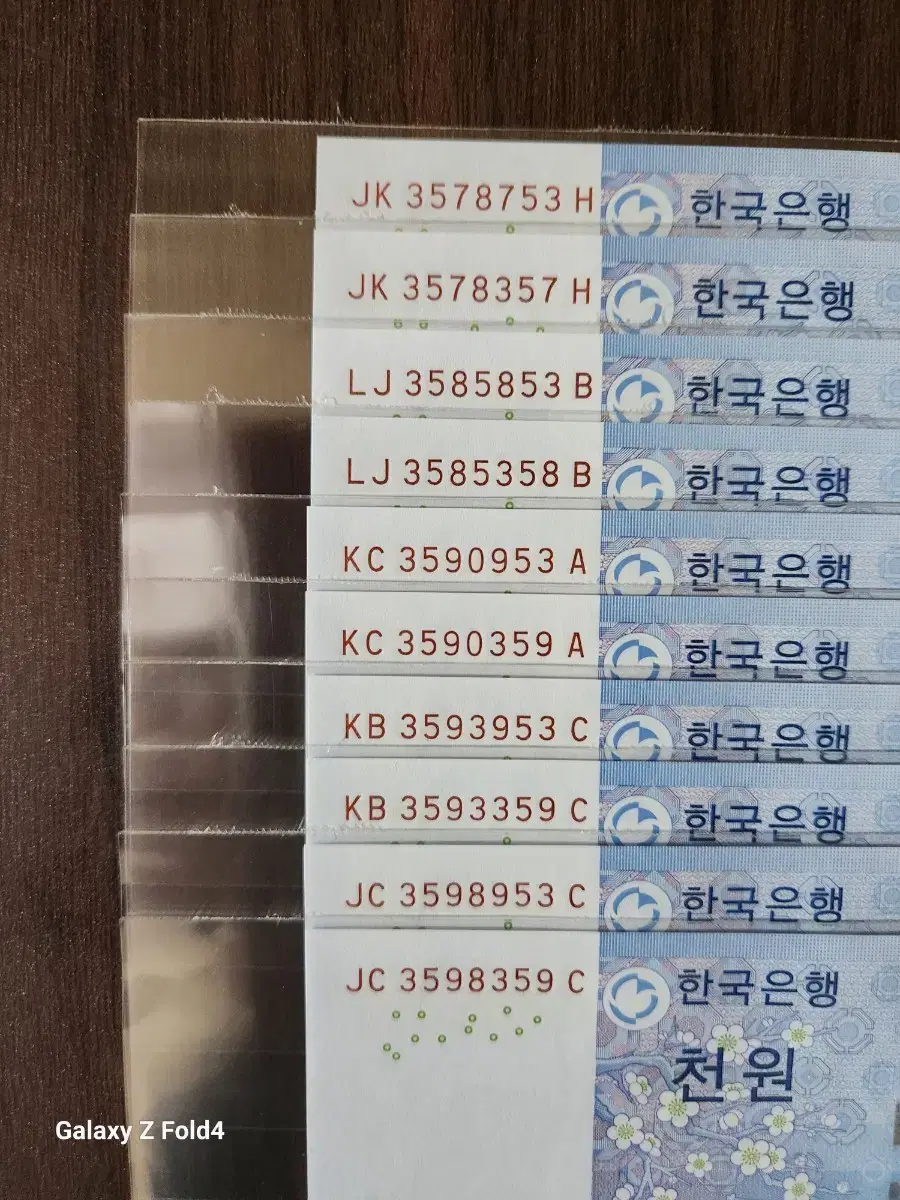 JK 3578753 H 한국은행
JK 3578357 H 한국은행
LJ 3585853 B 한국은행
LJ 3585358 B 한국은행
KC 3590953 A 한국은행
KC 3590359 A 한국은행
KB 3593953 C 한국은행
KB 3593359 C 한국은행
JC 3598953 C 한국은행
JC 3598359 C 한국은행
천원
Galaxy Z Fold4